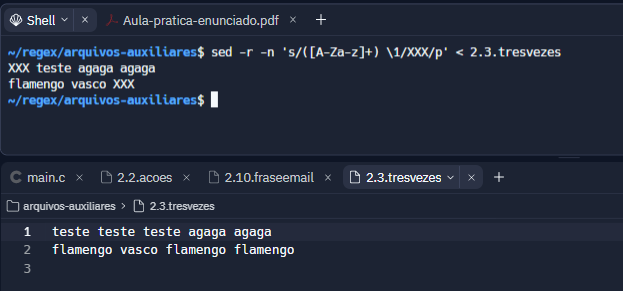 Shell × Aula-pratica-enunciado.pdf × +
~/regex/arquivos-auxiliares$ sed -r -n 's/([A-Za-z]+) \1/XXX/p' < 2.3.tresvezes
XXX teste agaga agaga
flamengo vasco XXX
~/regex/arquivos-auxiliares$
main.c × 2.2.acoes × 2.10.fraseemail × 2.3.tresvezes × +
arquivos-auxiliares > 2.3.tresvezes
1 teste teste teste agaga agaga
2 flamengo vasco flamengo flamengo
3